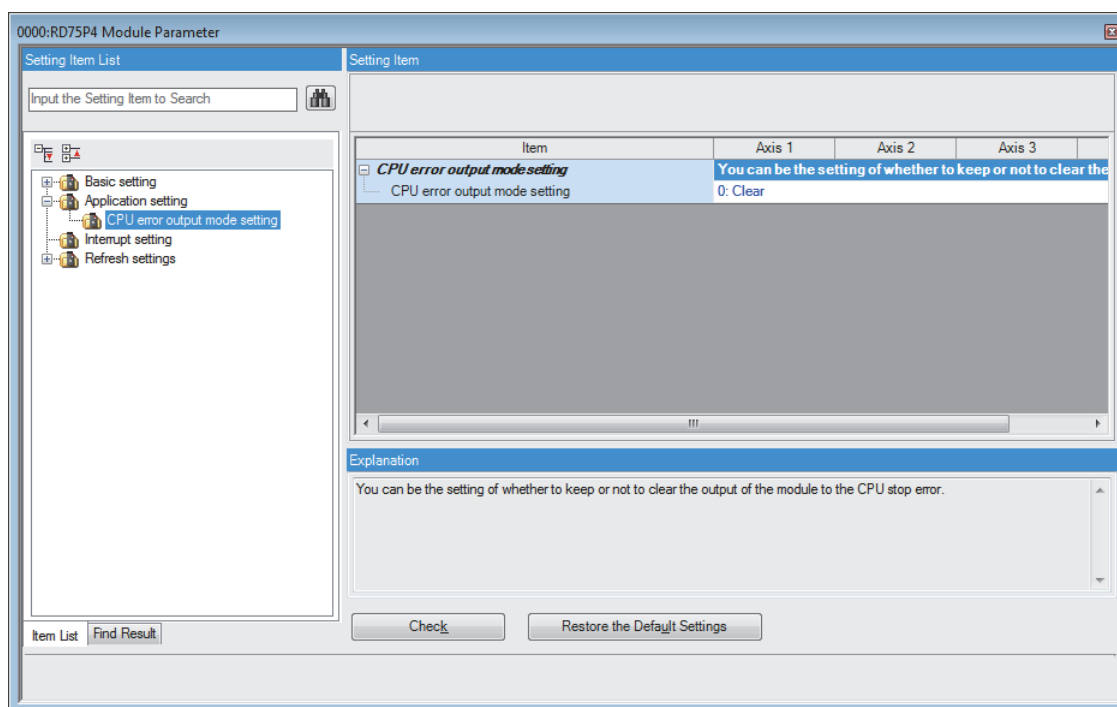 0000:RD75P4 Module Parameter
Setting Item List
Setting Item
Input the Setting Item to Search
Item Axis 1 Axis 2 Axis 3
CPU error output mode setting You can be the setting of whether to keep or not to clear the
CPU error output mode setting 0: Clear
Basic setting
Application setting
CPU error output mode setting
Interrupt setting
Refresh settings
Explanation
You can be the setting of whether to keep or not to clear the output of the module to the CPU stop error.
Check Restore the Default Settings
Item List Find Result